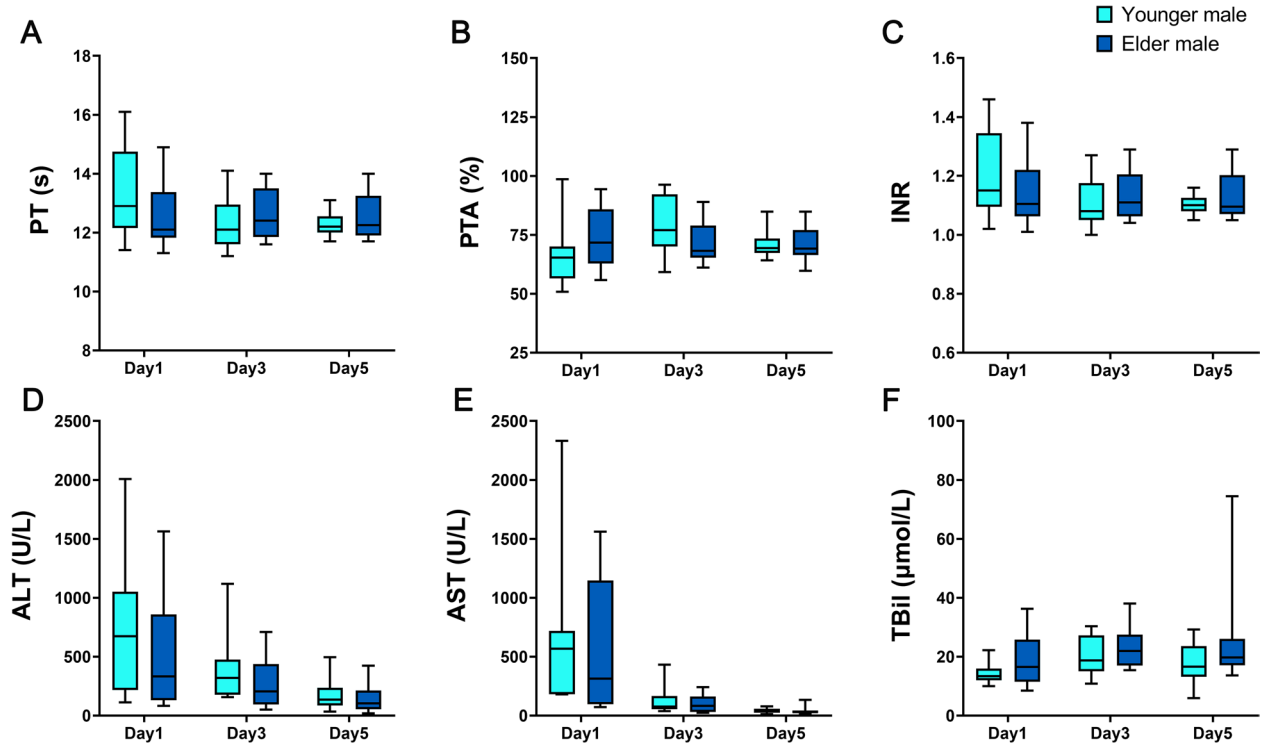 Younger male
Elder male
A
PT (s)
18
16
14
12
10
8
Day1 Day3 Day5
B
PTA (%)
150
125
100
75
50
25
Day1 Day3 Day5
C
INR
1.6
1.4
1.2
1.0
0.8
0.6
Day1 Day3 Day5
D
ALT (U/L)
2500
2000
1500
1000
500
0
Day1 Day3 Day5
E
AST (U/L)
2500
2000
1500
1000
500
0
Day1 Day3 Day5
F
TBil (μmol/L)
100
80
60
40
20
0
Day1 Day3 Day5